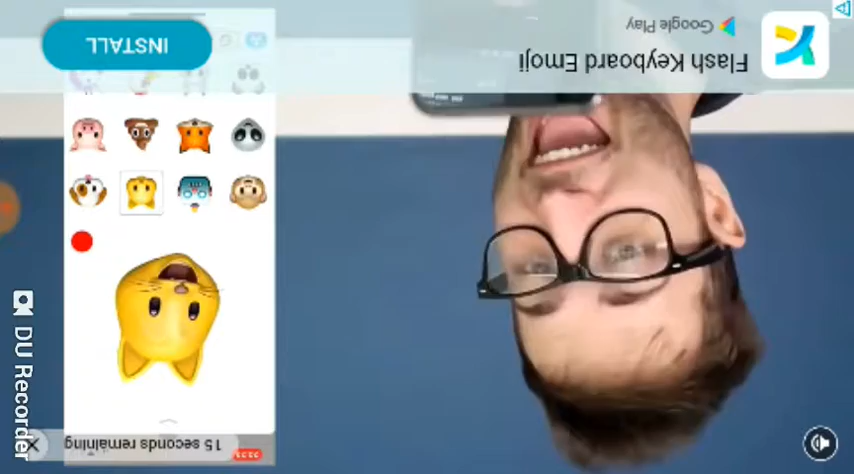 Flash Keyboard Emoji
Google Play
INSTALL
15 seconds remaining
DU Recorder